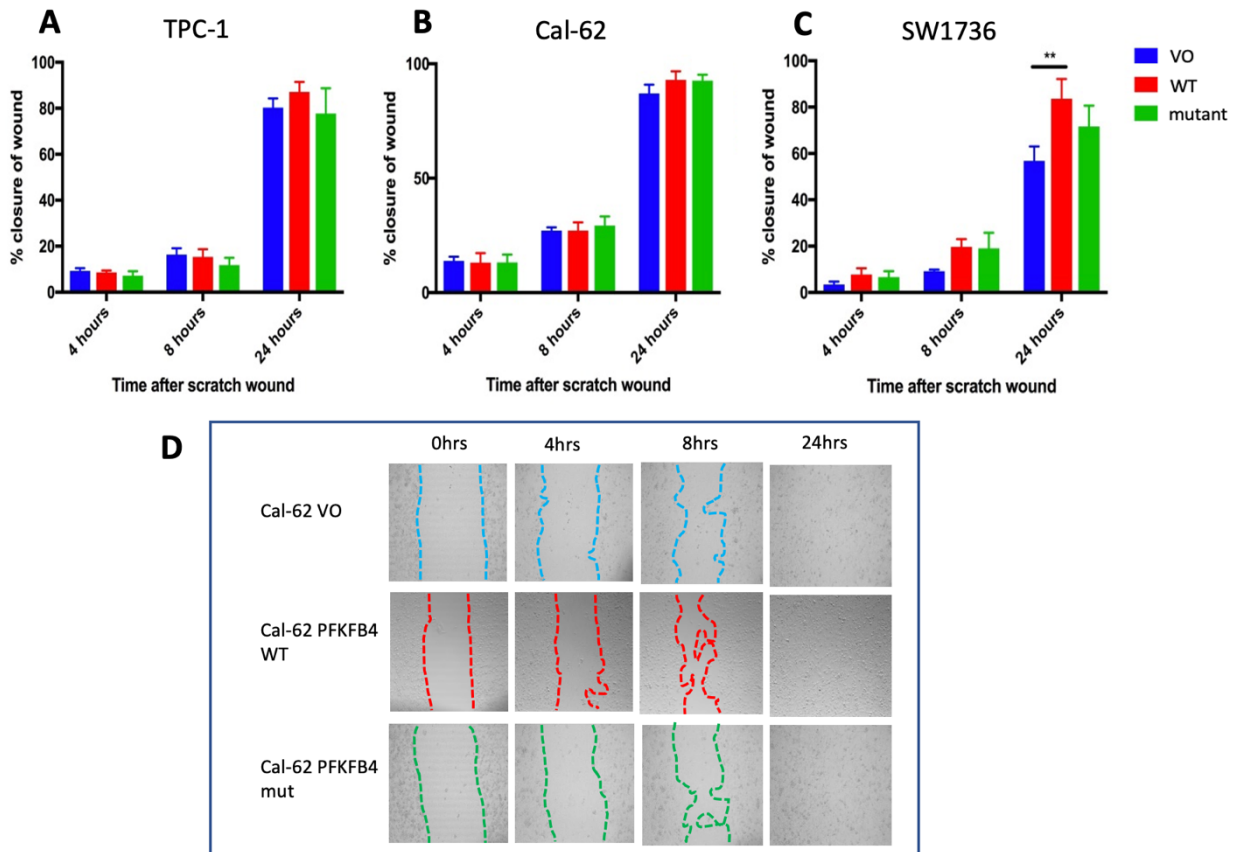 A
TPC-1
% closure of wound
100
80
60
40
20
0
4 hours
8 hours
24 hours
Time after scratch wound
B
Cal-62
% closure of wound
100
50
0
4 hours
8 hours
24 hours
Time after scratch wound
C
SW1736
% closure of wound
100
80
60
40
20
0
**
4 hours
8 hours
24 hours
Time after scratch wound
VO
WT
mutant
D
0hrs 4hrs 8hrs 24hrs
Cal-62 VO
Cal-62 PFKFB4
WT
Cal-62 PFKFB4
mut